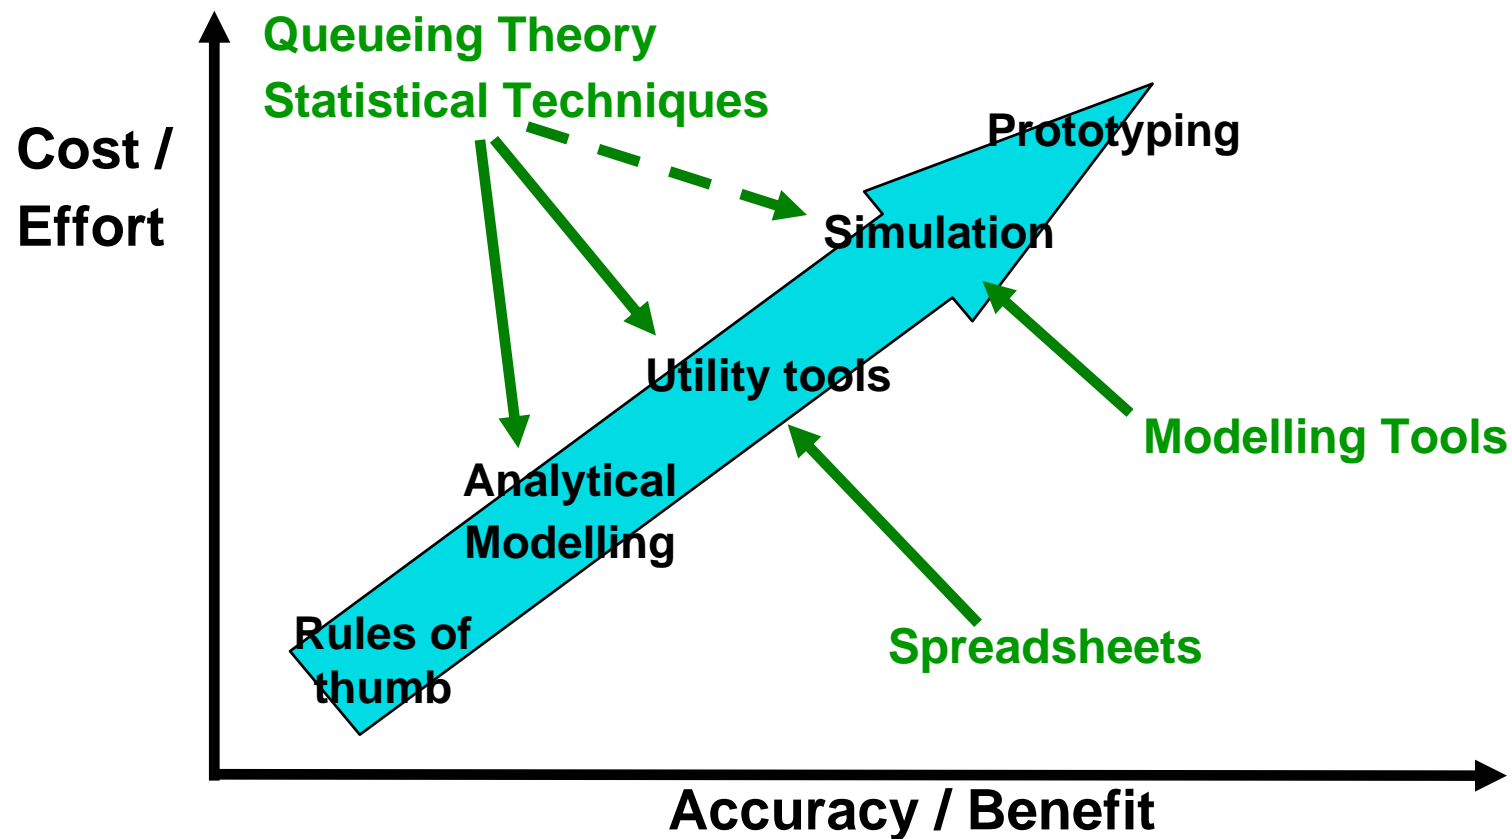 Queueing Theory
Statistical Techniques
Cost /
Effort
Prototyping
Simulation
Utility tools
Modelling Tools
Analytical
Modelling
Rules of
thumb
Spreadsheets
Accuracy / Benefit